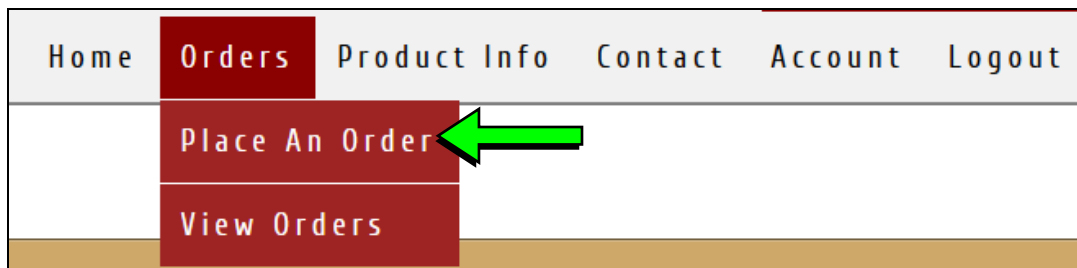 Home Orders Product Info Contact Account Logout
Place An Order
View Orders